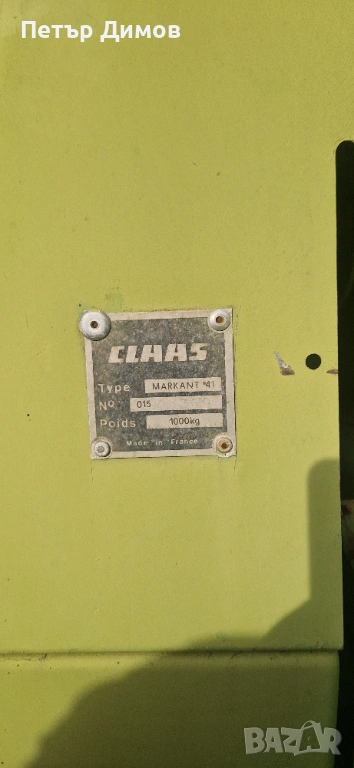 Петър Димов
CLAAS
Type MARKANT 41
No 015
Poids 1000kg
Made in France
BAZAR